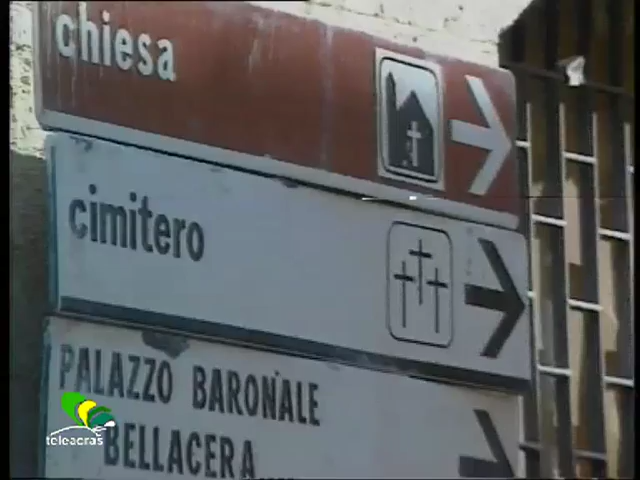 chiesa
cimitero
PALAZZO BARONALE
BELLACERA
teleacras